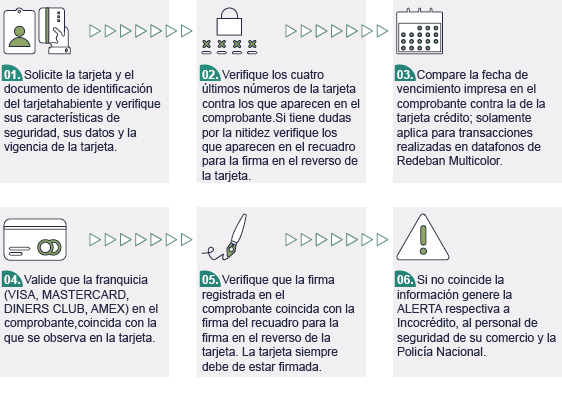 01. Solicite la tarjeta y el
documento de identificación
del tarjetahabiente y verifique
sus características de
seguridad, sus datos y la
vigencia de la tarjeta.
02. Verifique los cuatro
últimos números de la tarjeta
contra los que aparecen en el
comprobante.Si tiene dudas
por la nitidez verifique los
que aparecen en el recuadro
para la firma en el reverso de
la tarjeta.
03. Compare la fecha de
vencimiento impresa en el
comprobante contra la de la
tarjeta crédito; solamente
aplica para transacciones
realizadas en datafonos de
Redeban Multicolor.
04. Valide que la franquicia
(VISA, MASTERCARD,
DINERS CLUB, AMEX) en el
comprobante,coincida con la
que se observa en la tarjeta.
05. Verifique que la firma
registrada en el
comprobante coincida con la
firma del recuadro para la
firma en el reverso de la
tarjeta. La tarjeta siempre
debe de estar firmada.
06. Si no coincide la
información genere la
ALERTA respectiva a
Incocrédito, al personal de
seguridad de su comercio y la
Policía Nacional.